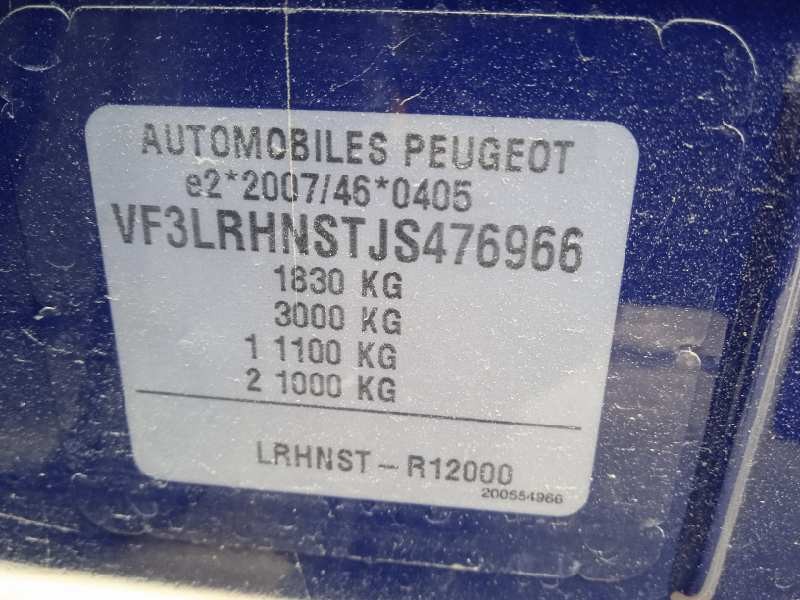 AUTOMOBILES PEUGEOT
e2*2007/46*0405
VF3LRHNSTJS476966
1830 KG
3000 KG
1 1100 KG
2 1000 KG
LRHNST - R12000
200554966